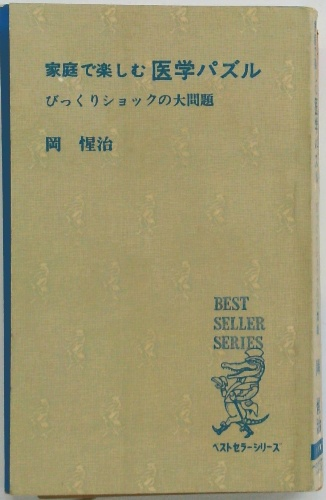 家庭で楽しむ 医学パズル
びっくりショックの大問題
岡 惺治
BEST
SELLER
SERIES
ベストセラーシリーズ